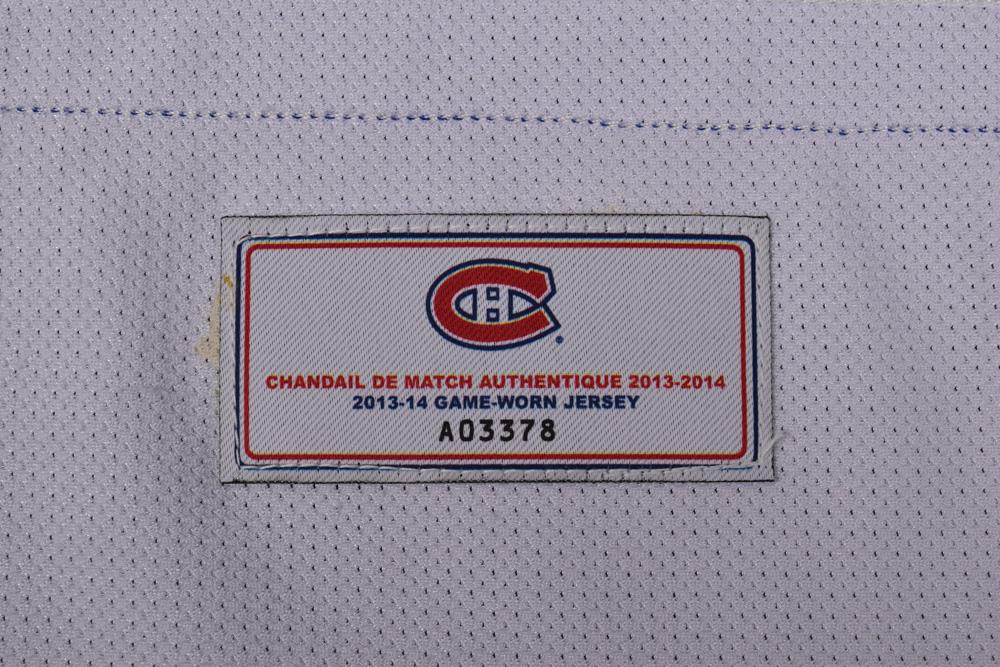 CHANDAIL DE MATCH AUTHENTIQUE 2013-2014
2013-14 GAME-WORN JERSEY
A03378